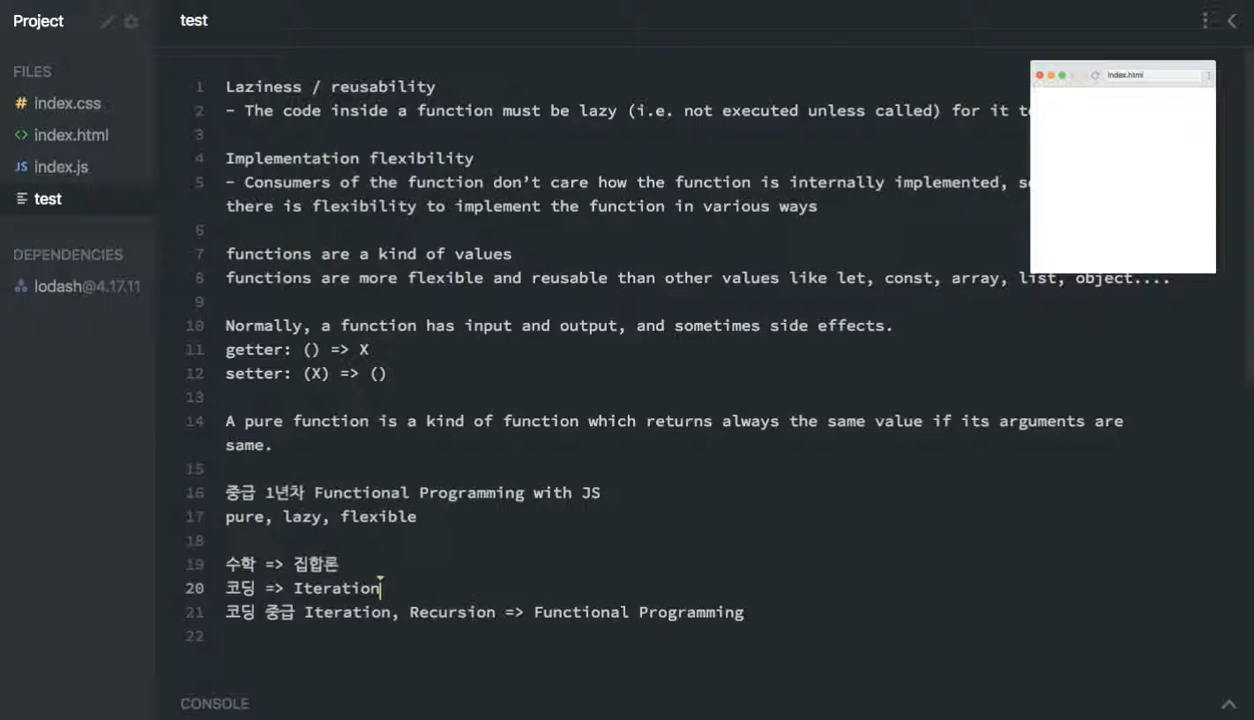 Project
test
FILES
index.css
index.html
JS index.js
test
DEPENDENCIES
lodash@4.17.11
index.html
1 Laziness / reusability
2 - The code inside a function must be lazy (i.e. not executed unless called) for it
3
4 Implementation flexibility
5 - Consumers of the function don’t care how the function is internally implemented,
there is flexibility to implement the function in various ways
6
7 functions are a kind of values
8 functions are more flexible and reusable than other values like let, const, array, list, object....
9
10 Normally, a function has input and output, and sometimes side effects.
11 getter: () => X
12 setter: (X) => ()
13
14 A pure function is a kind of function which returns always the same value if its arguments are
same.
15
16 중급 1년차 Functional Programming with JS
17 pure, lazy, flexible
18
19 수학 => 집합론
20 코딩 => Iteration
21 코딩 중급 Iteration, Recursion => Functional Programming
22
CONSOLE